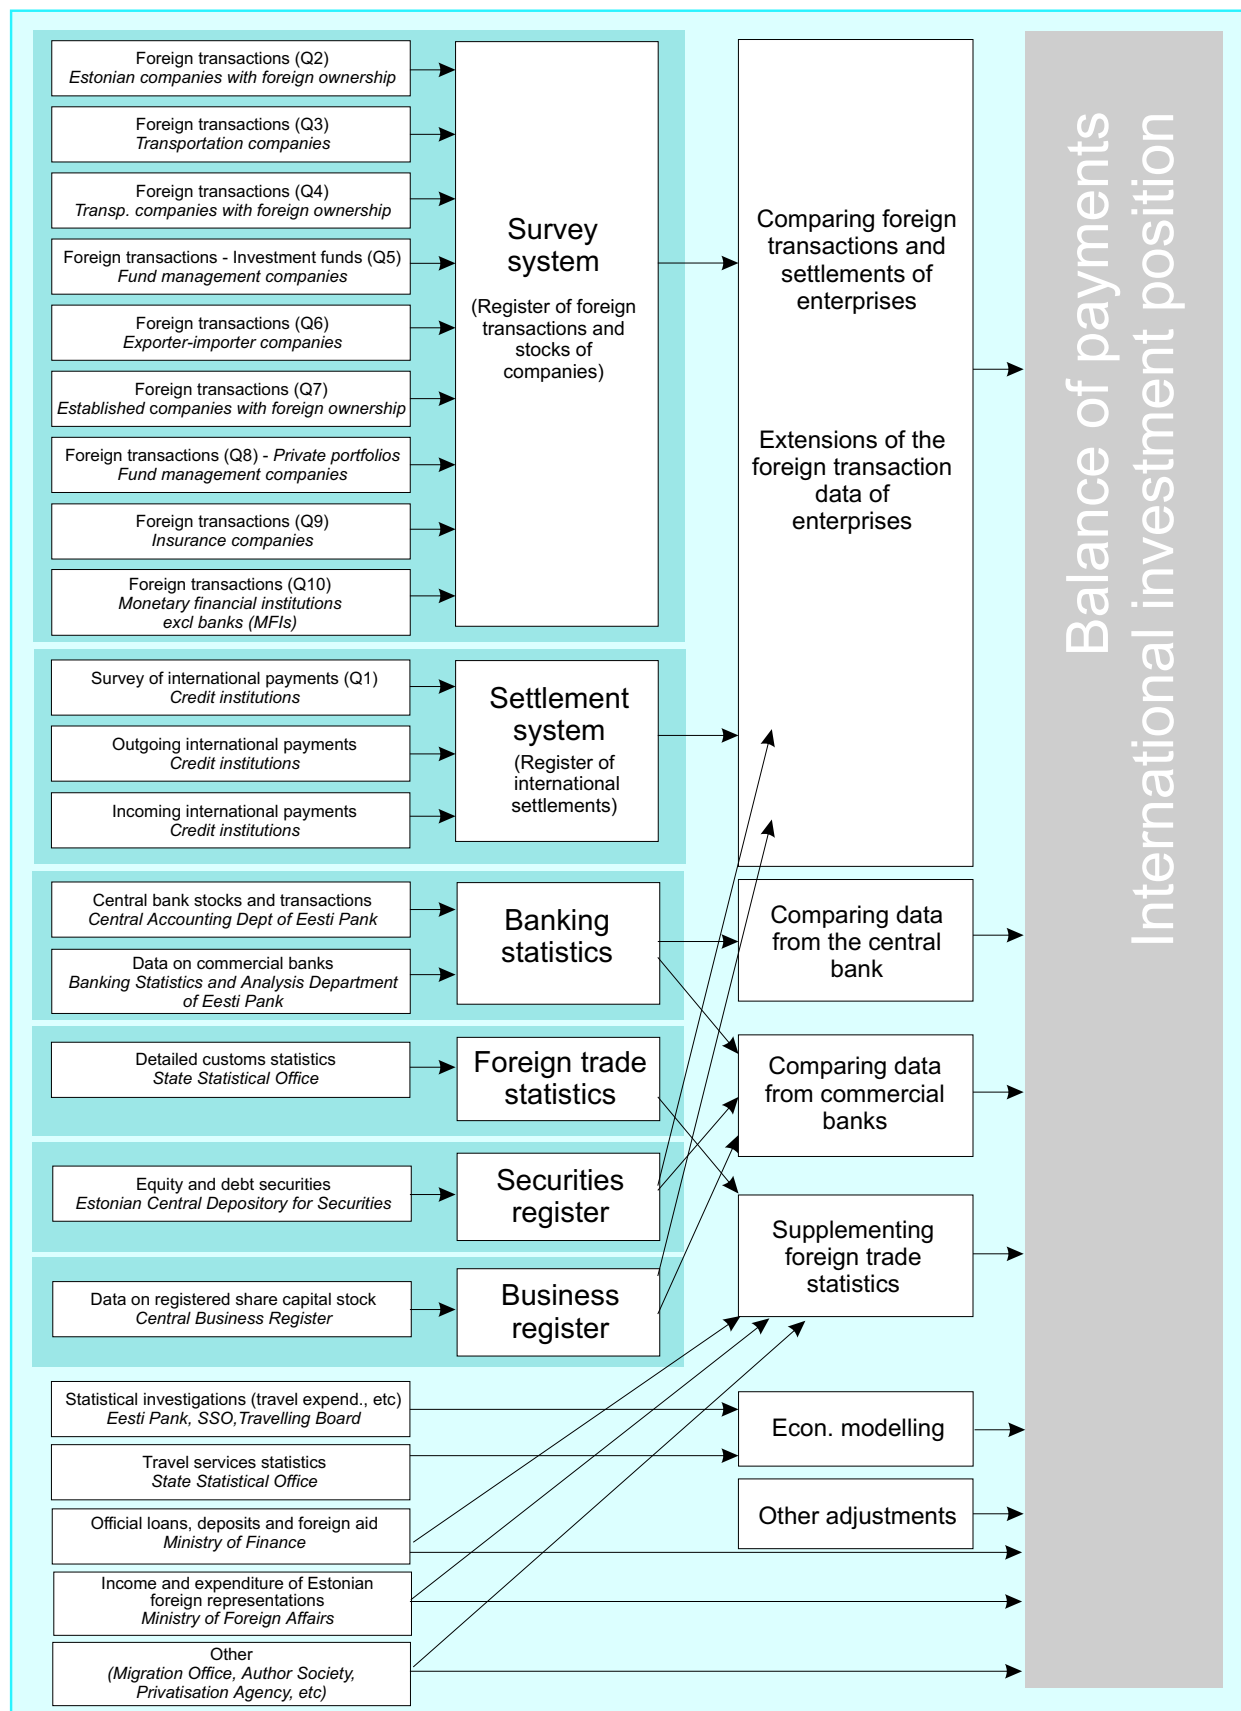 Foreign transactions (Q2)
Estonian companies with foreign ownership
Foreign transactions (Q3)
Transportation companies
Foreign transactions (Q4)
Transp. companies with foreign ownership
Foreign transactions - Investment funds (Q5)
Fund management companies
Foreign transactions (Q6)
Exporter-importer companies
Foreign transactions (Q7)
Established companies with foreign ownership
Foreign transactions (Q8) - Private portfolios
Fund management companies
Foreign transactions (Q9)
Insurance companies
Foreign transactions (Q10)
Monetary financial institutions
excl banks (MFIs)
Survey
system
(Register of foreign
transactions and
stocks of
companies)
Survey of international payments (Q1)
Credit institutions
Outgoing international payments
Credit institutions
Incoming international payments
Credit institutions
Settlement
system
(Register of
international
settlements)
Comparing foreign
transactions and
settlements of
enterprises
Extensions of the
foreign transaction
data of
enterprises
Central bank stocks and transactions
Central Accounting Dept of Eesti Pank
Data on commercial banks
Banking Statistics and Analysis Department
of Eesti Pank
Banking
statistics
Comparing data
from the central
bank
Detailed customs statistics
State Statistical Office
Foreign trade
statistics
Comparing data
from commercial
banks
Equity and debt securities
Estonian Central Depository for Securities
Securities
register
Supplementing
foreign trade
statistics
Data on registered share capital stock
Central Business Register
Business
register
Statistical investigations (travel expend., etc)
Eesti Pank, SSO,Travelling Board
Travel services statistics
State Statistical Office
Econ. modelling
Other adjustments
Official loans, deposits and foreign aid
Ministry of Finance
Income and expenditure of Estonian
foreign representations
Ministry of Foreign Affairs
Other
(Migration Office, Author Society,
Privatisation Agency, etc)
Balance of payments
International investment position